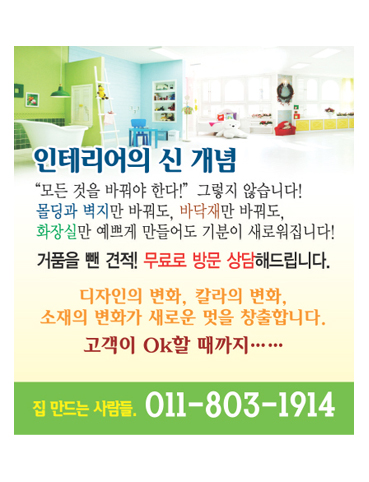 인테리어의 신 개념
“모든 것을 바꿔야 한다!” 그렇지 않습니다!
몰딩과 벽지만 바꿔도, 바닥재만 바꿔도,
화장실만 예쁘게 만들어도 기분이 새로워집니다!
거품을 뺀 견적! 무료로 방문 상담해드립니다.
디자인의 변화, 칼라의 변화,
소재의 변화가 새로운 멋을 창출합니다.
고객이 Ok할 때까지……
집 만드는 사람들. 011-803-1914